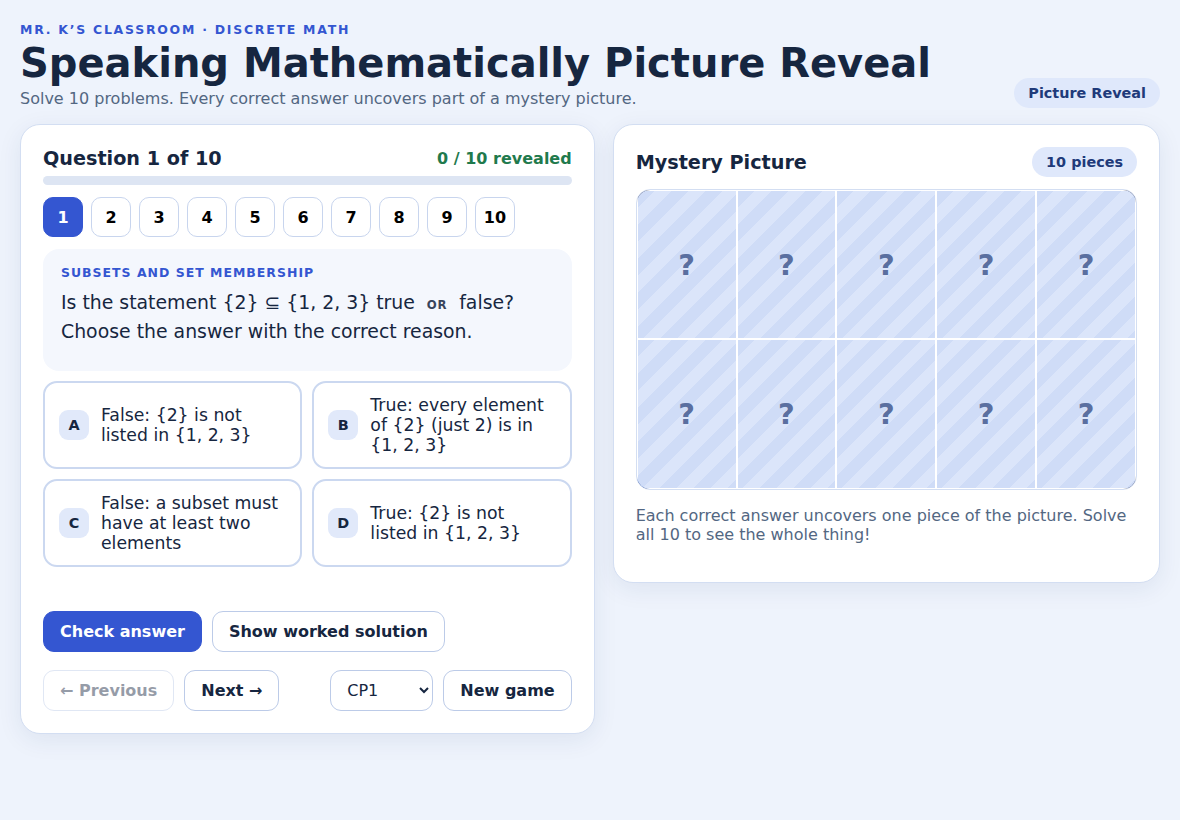 MR. K’S CLASSROOM · DISCRETE MATH
Speaking Mathematically Picture Reveal
Solve 10 problems. Every correct answer uncovers part of a mystery picture.
Picture Reveal
Question 1 of 10
0 / 10 revealed
1 2 3 4 5 6 7 8 9 10
SUBSETS AND SET MEMBERSHIP
Is the statement {2} ⊆ {1, 2, 3} true OR false?
Choose the answer with the correct reason.
A
False: {2} is not
listed in {1, 2, 3}
B
True: every element
of {2} (just 2) is in
{1, 2, 3}
C
False: a subset must
have at least two
elements
D
True: {2} is not
listed in {1, 2, 3}
Check answer
Show worked solution
← Previous
Next →
CP1
New game
Mystery Picture
10 pieces
? ? ? ? ?
? ? ? ? ?
Each correct answer uncovers one piece of the picture. Solve
all 10 to see the whole thing!